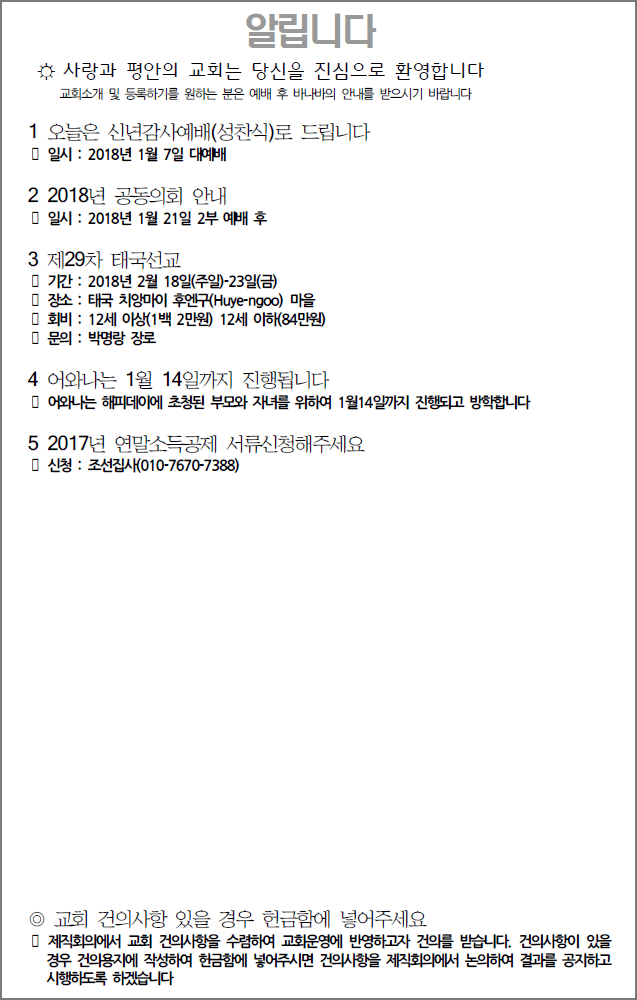 알립니다
☼ 사랑과 평안의 교회는 당신을 진심으로 환영합니다
교회소개 및 등록하기를 원하는 분은 예배 후 바나바의 안내를 받으시기 바랍니다
1 오늘은 신년감사예배(성찬식)로 드립니다
▯ 일시 : 2018년 1월 7일 대예배
2 2018년 공동의회 안내
▯ 일시 : 2018년 1월 21일 2부 예배 후
3 제29차 태국선교
▯ 기간 : 2018년 2월 18일(주일)-23일(금)
▯ 장소 : 태국 치앙마이 후엔구(Huye-ngoo) 마을
▯ 회비 : 12세 이상(1백 2만원) 12세 이하(84만원)
▯ 문의 : 박명랑 장로
4 어와나는 1월 14일까지 진행됩니다
▯ 어와나는 해피데이에 초청된 부모와 자녀를 위하여 1월14일까지 진행되고 방학합니다
5 2017년 연말소득공제 서류신청해주세요
▯ 신청 : 조선집사(010-7670-7388)
◎ 교회 건의사항 있을 경우 헌금함에 넣어주세요
▯ 제직회의에서 교회 건의사항을 수렴하여 교회운영에 반영하고자 건의를 받습니다. 건의사항이 있을
경우 건의용지에 작성하여 헌금함에 넣어주시면 건의사항을 제직회의에서 논의하여 결과를 공지하고
시행하도록 하겠습니다